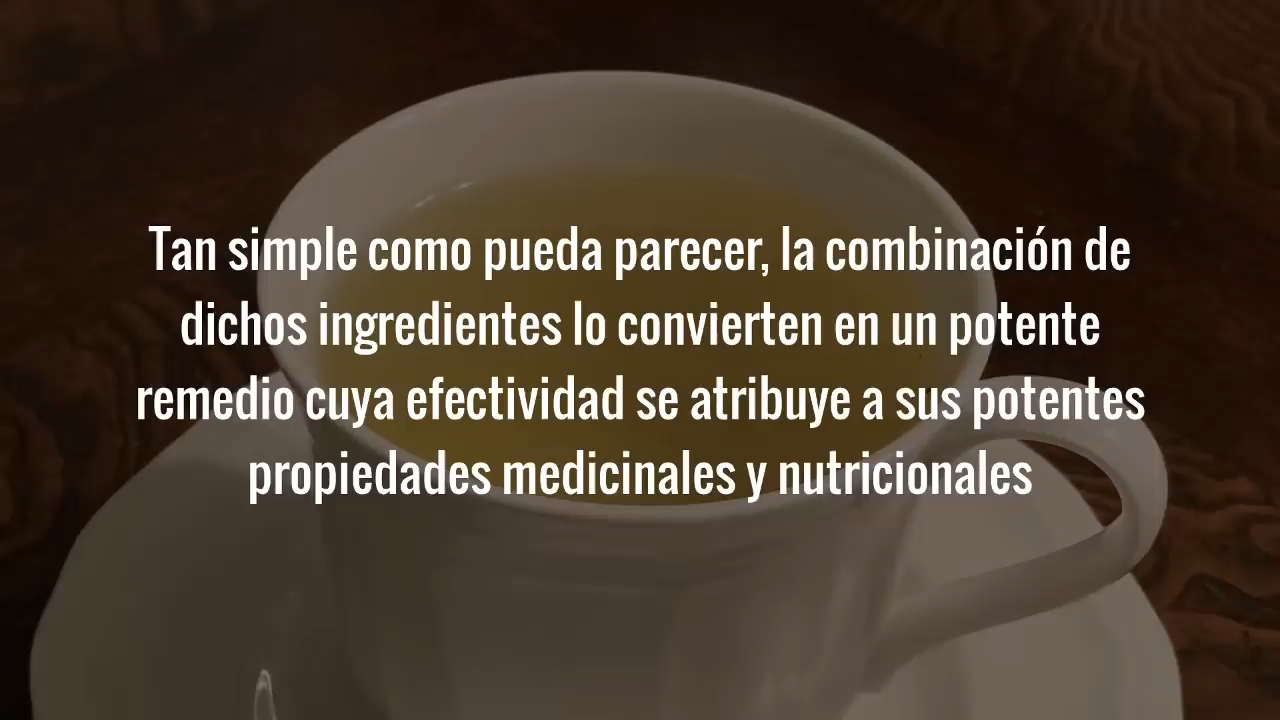 Tan simple como pueda parecer, la combinación de
dichos ingredientes lo convierten en un potente
remedio cuya efectividad se atribuye a sus potentes
propiedades medicinales y nutricionales